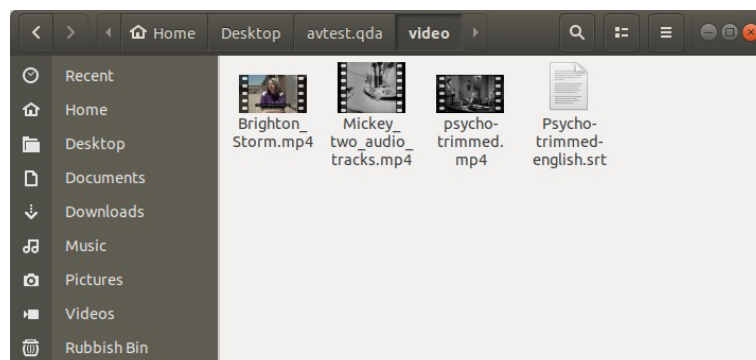 Home
Desktop
avtest.qda
video
Recent
Home
Desktop
Documents
Downloads
Music
Pictures
Videos
Rubbish Bin
Brighton_
Storm.mp4
Mickey_
two_audio_
tracks.mp4
psycho-
trimmed.
mp4
Psycho-
trimmed-
english.srt